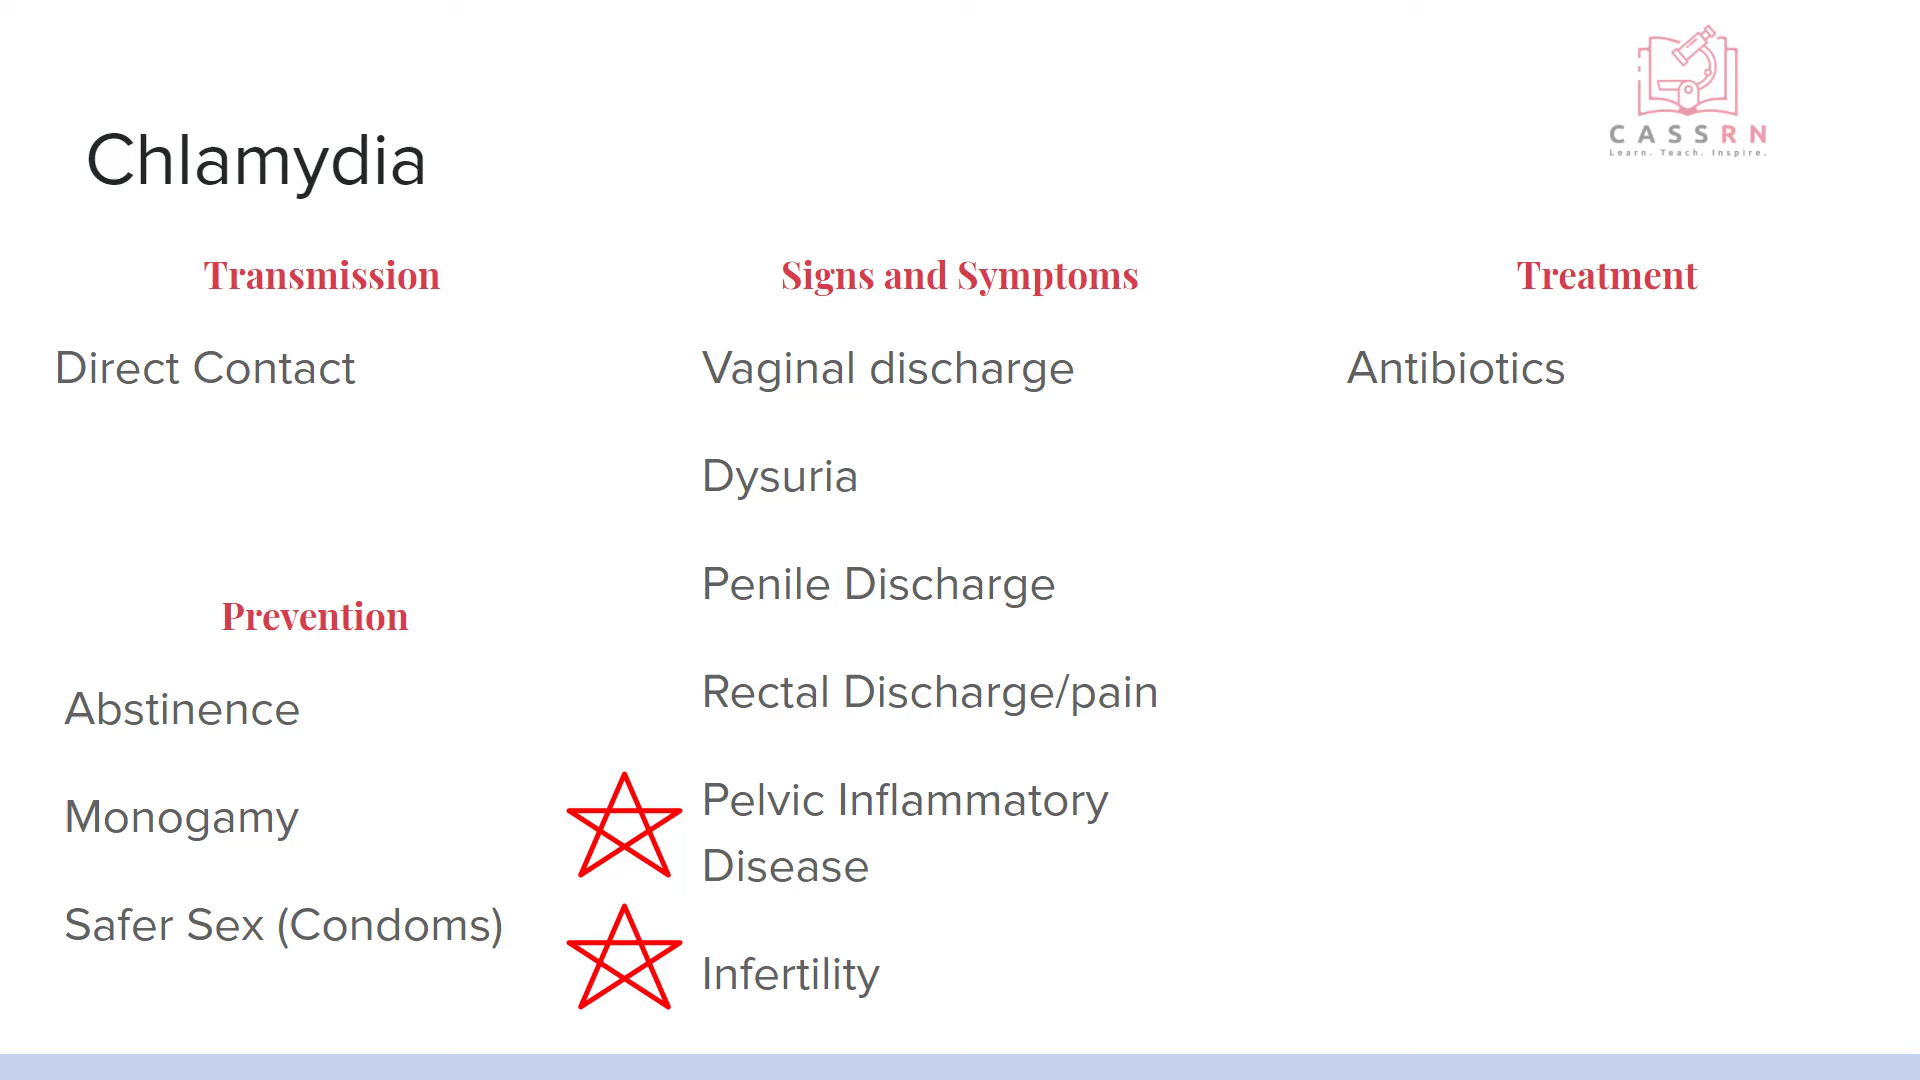 CASSRN
Learn. Teach. Inspire.
Chlamydia
Transmission
Direct Contact
Prevention
Abstinence
Monogamy
Safer Sex (Condoms)
Signs and Symptoms
Vaginal discharge
Dysuria
Penile Discharge
Rectal Discharge/pain
Pelvic Inflammatory
Disease
Infertility
Treatment
Antibiotics